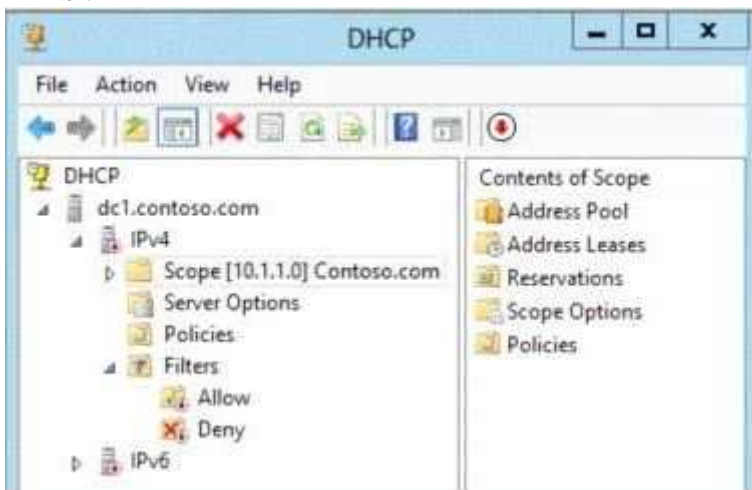 DHCP
File Action View Help
DHCP
dc1.contoso.com
IPv4
Scope [10.1.1.0] Contoso.com
Server Options
Policies
Filters
Allow
Deny
IPv6
Contents of Scope
Address Pool
Address Leases
Reservations
Scope Options
Policies